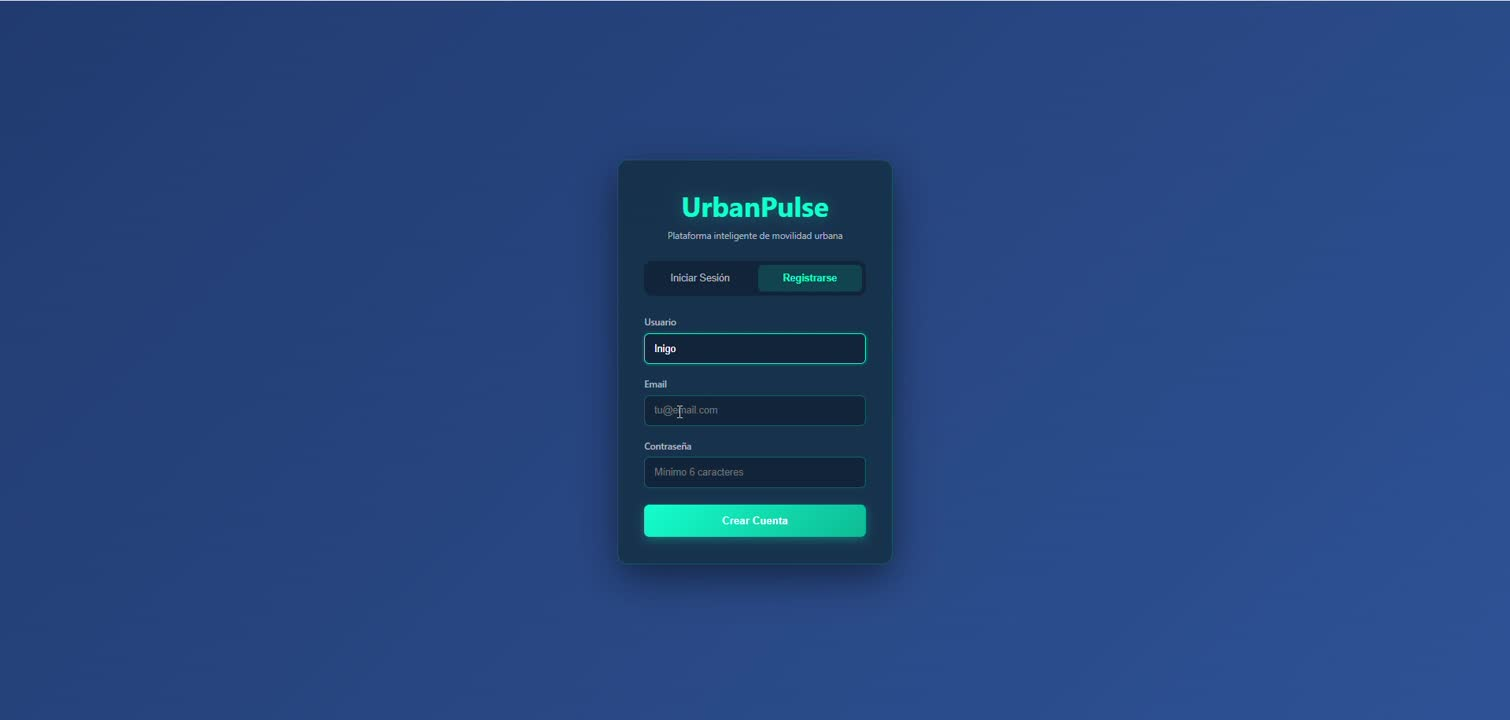 UrbanPulse
Plataforma inteligente de movilidad urbana
Iniciar Sesión Registrarse
Usuario
Inigo
Email
tu@email.com
Contraseña
Mínimo 6 caracteres
Crear Cuenta